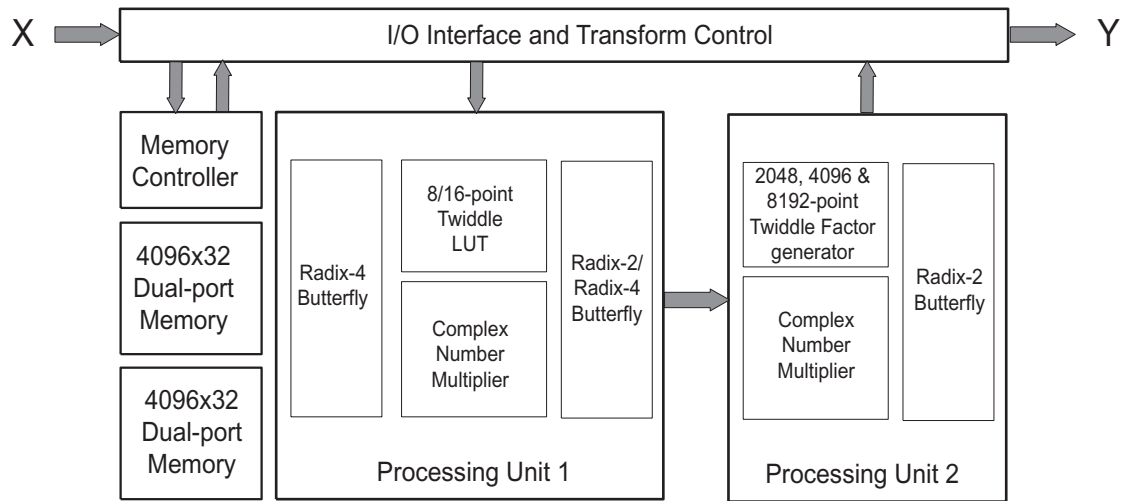 X
I/O Interface and Transform Control
Y
Memory
Controller
4096x32
Dual-port
Memory
4096x32
Dual-port
Memory
Radix-4
Butterfly
8/16-point
Twiddle
LUT
Complex
Number
Multiplier
Radix-2/
Radix-4
Butterfly
Processing Unit 1
2048, 4096 &
8192-point
Twiddle Factor
generator
Complex
Number
Multiplier
Radix-2
Butterfly
Processing Unit 2